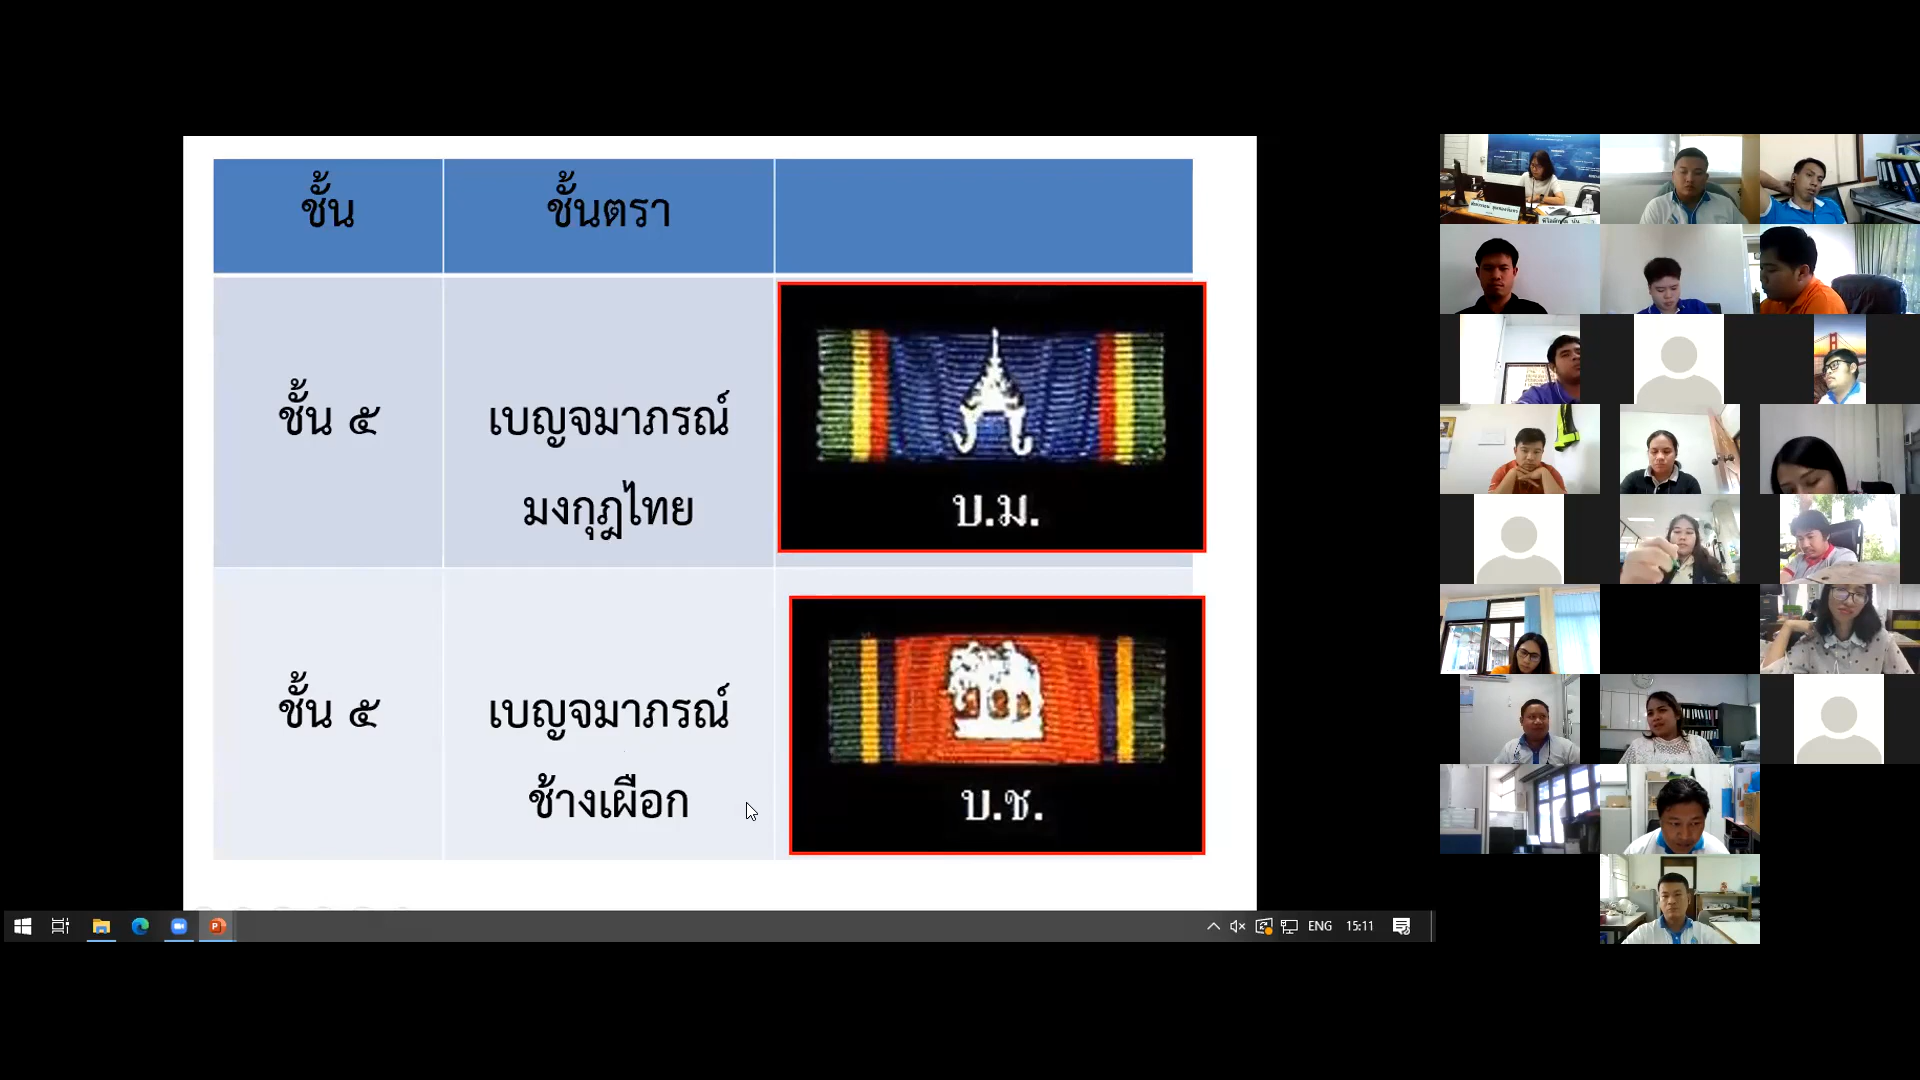 ชั้น
ชั้นตรา
ชั้น ๕
เบญจมาภรณ์
มงกุฎไทย
บ.ม.
ชั้น ๕
เบญจมาภรณ์
ช้างเผือก
บ.ช.
ENG
15:11